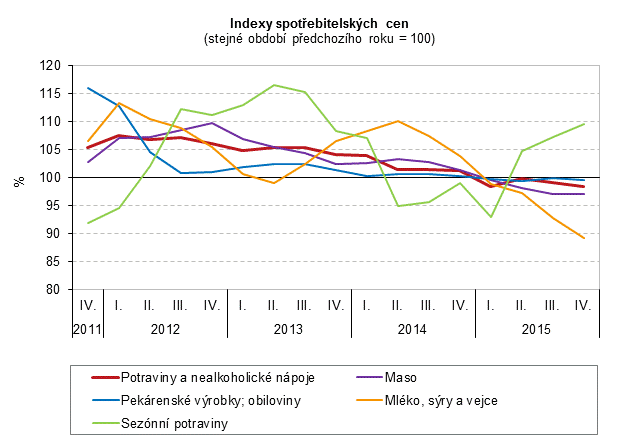 Indexy spotřebitelských cen
(stejné období předchozího roku = 100)
120
115
110
105
100
95
90
85
80
%
IV. I. II. III. IV. I. II. III. IV. I. II. III. IV. I. II. III. IV.
2011 2012 2013 2014 2015
Potraviny a nealkoholické nápoje Maso
Pekárenské výrobky; obiloviny Mléko, sýry a vejce
Sezónní potraviny